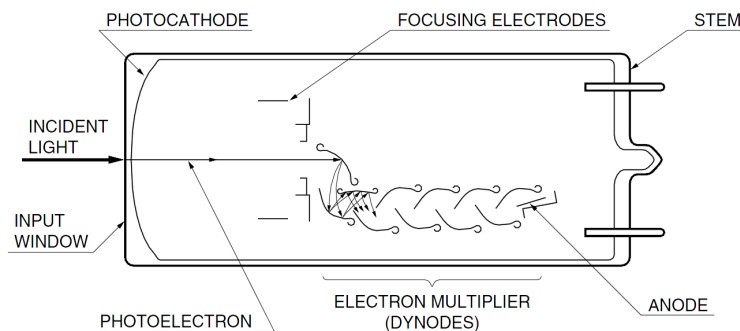 PHOTOCATHODE
FOCUSING ELECTRODES
STEM
INCIDENT
LIGHT
INPUT
WINDOW
PHOTOELECTRON
ELECTRON MULTIPLIER
(DYNODES)
ANODE